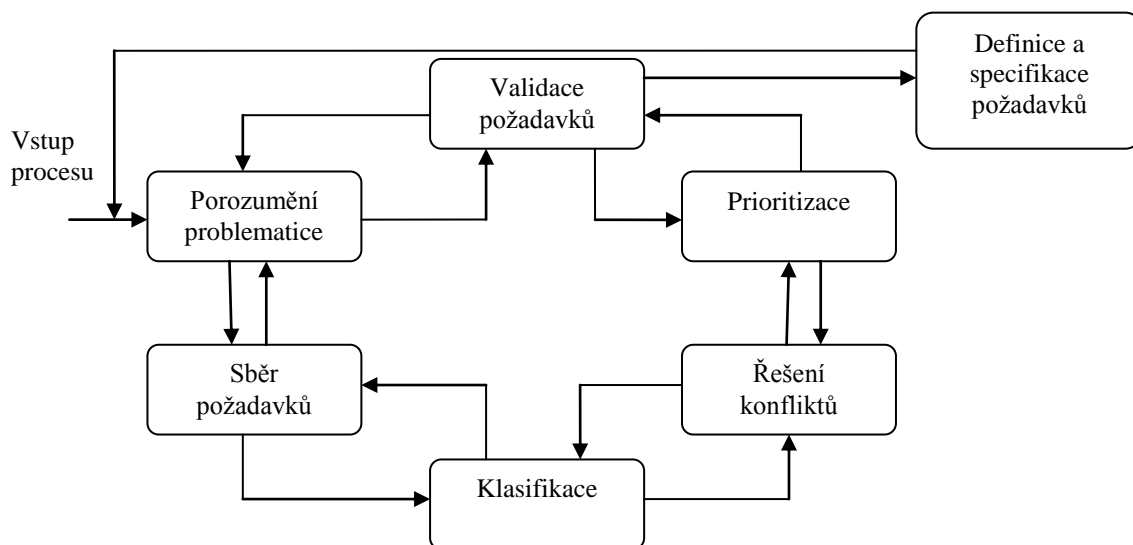 Definice a
specifikace
požadavků
Validace
požadavků
Vstup
procesu
Porozumění
problematice
Prioritizace
Sběr
požadavků
Řešení
konfliktů
Klasifikace